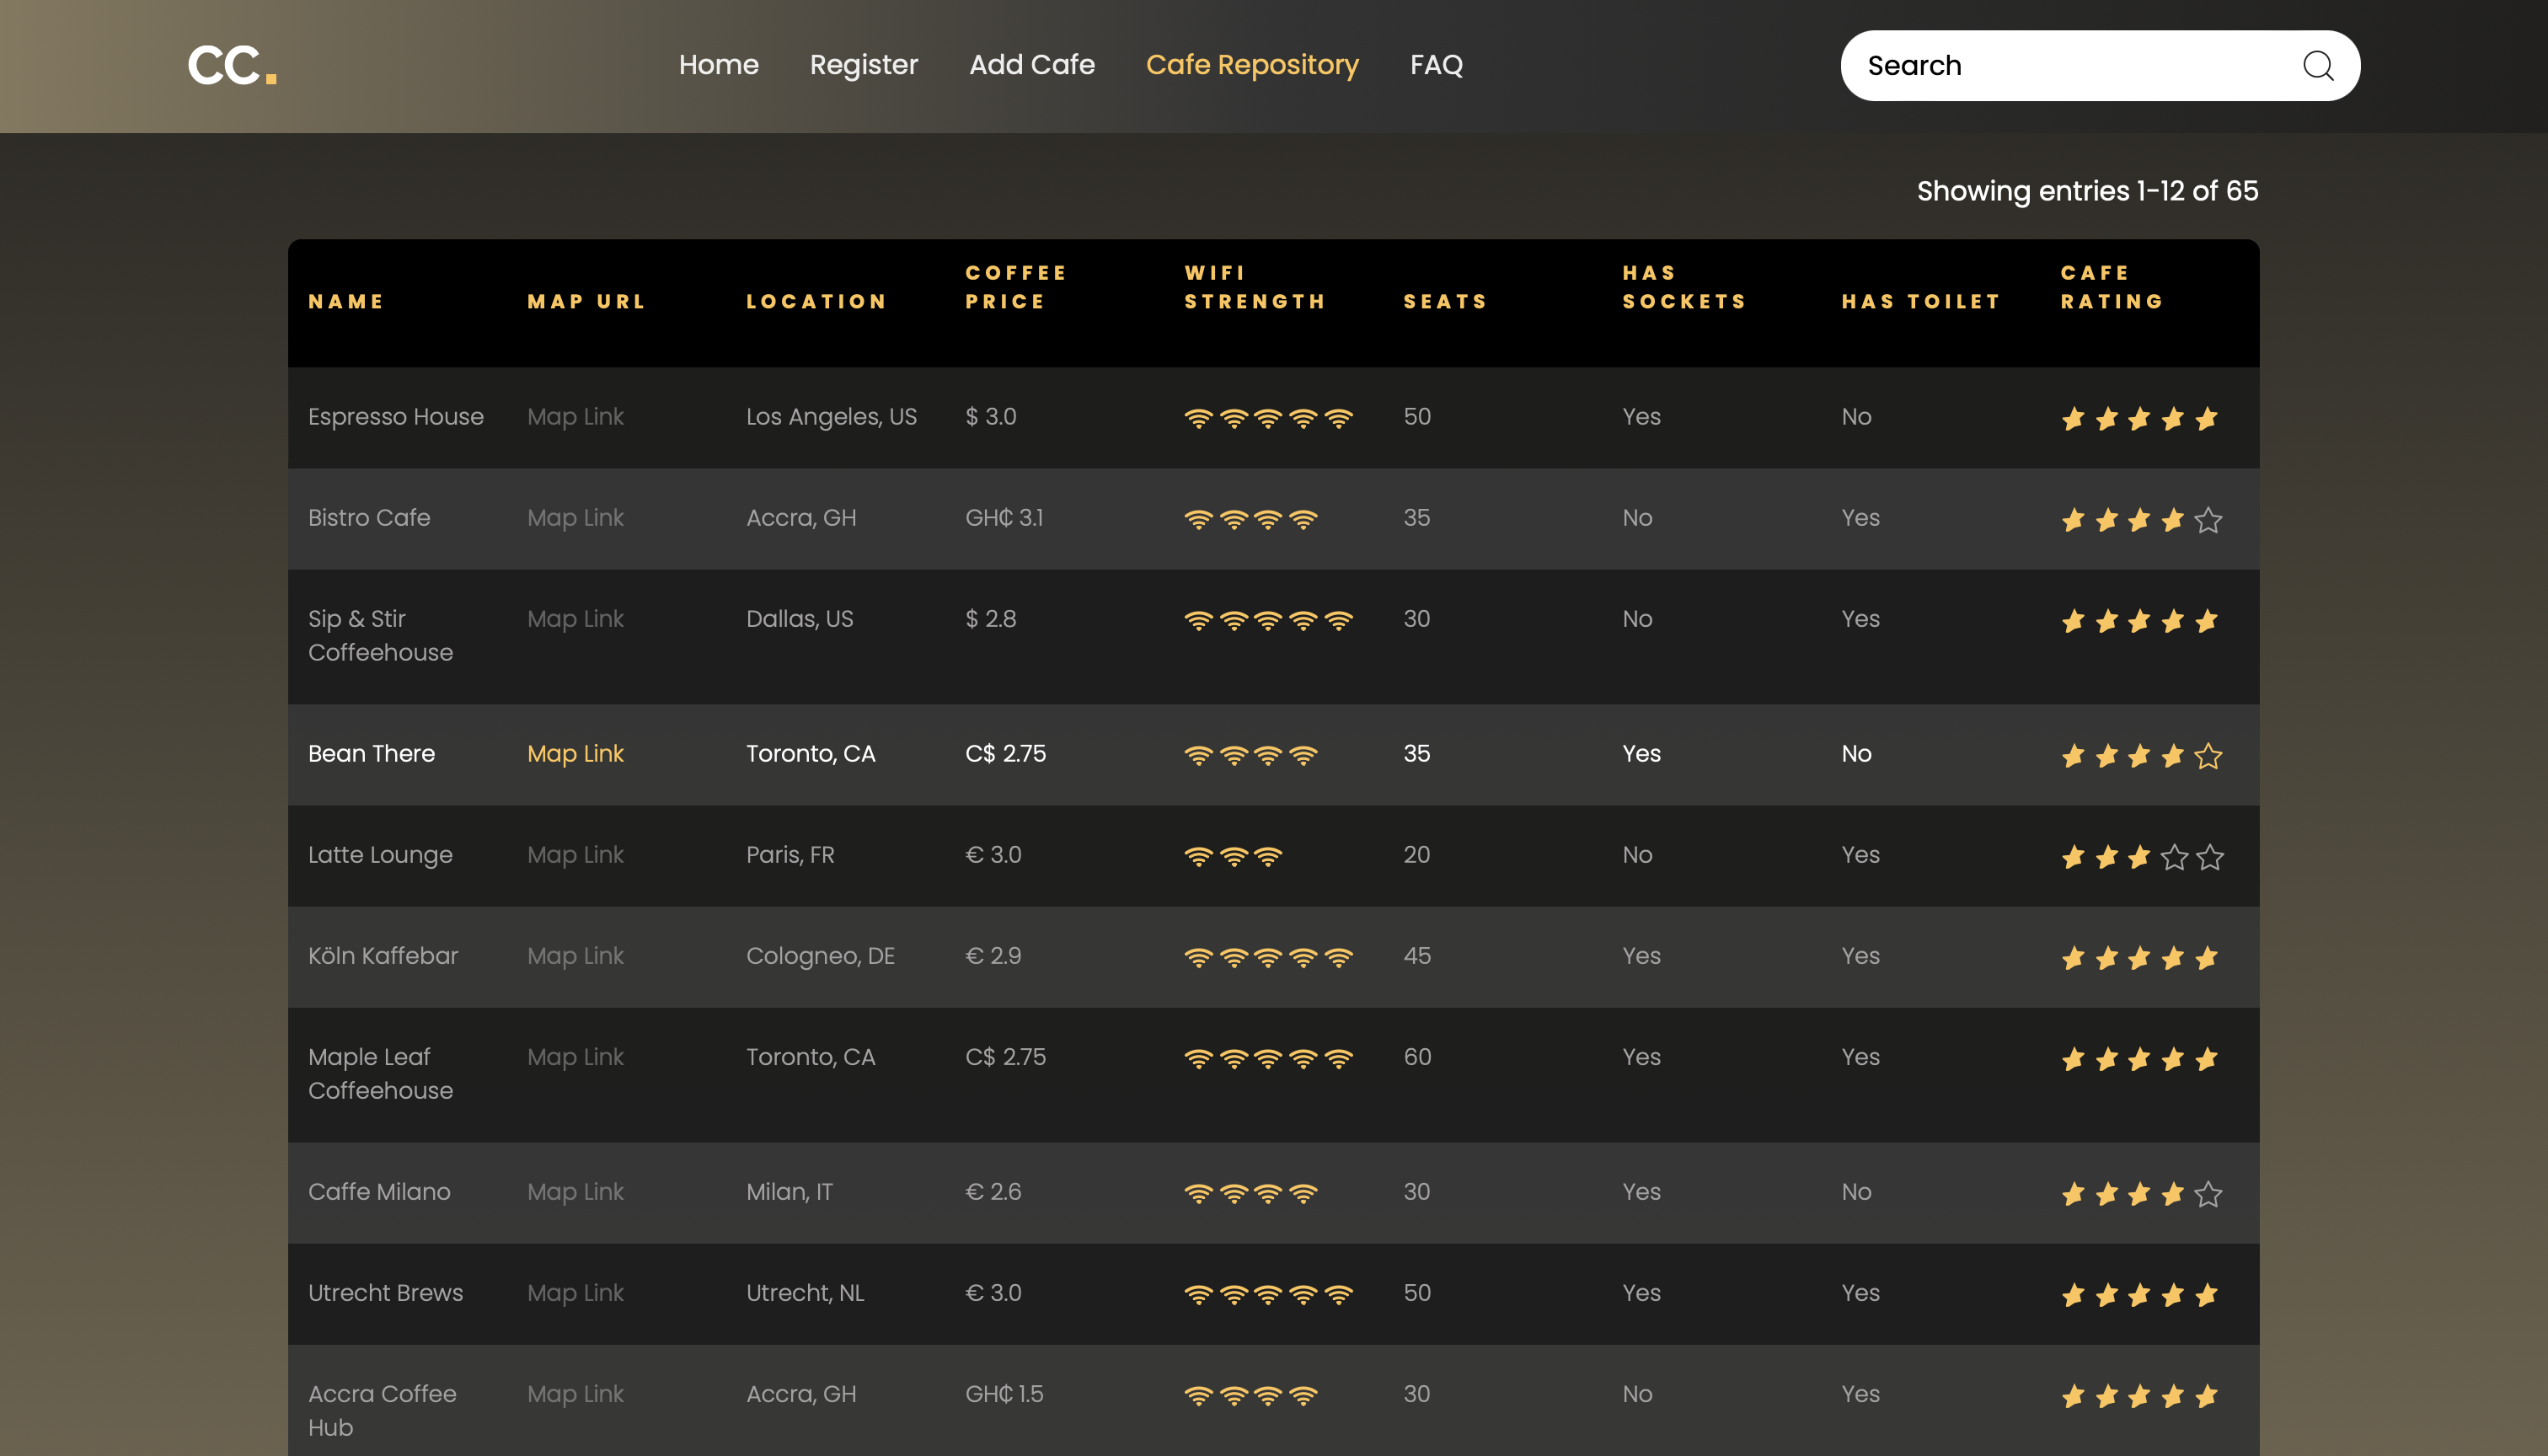 CC.
Home Register Add Cafe Cafe Repository FAQ
Search
Showing entries 1-12 of 65
NAME MAP URL LOCATION COFFEE PRICE WIFI STRENGTH SEATS HAS SOCKETS HAS TOILET CAFE RATING
Espresso House Map Link Los Angeles, US $ 3.0 50 Yes No
Bistro Cafe Map Link Accra, GH GH₵ 3.1 35 No Yes
Sip & Stir Coffeehouse Map Link Dallas, US $ 2.8 30 No Yes
Bean There Map Link Toronto, CA C$ 2.75 35 Yes No
Latte Lounge Map Link Paris, FR € 3.0 20 No Yes
Köln Kaffebar Map Link Cologneo, DE € 2.9 45 Yes Yes
Maple Leaf Coffeehouse Map Link Toronto, CA C$ 2.75 60 Yes Yes
Caffe Milano Map Link Milan, IT € 2.6 30 Yes No
Utrecht Brews Map Link Utrecht, NL € 3.0 50 Yes Yes
Accra Coffee Hub Map Link Accra, GH GH₵ 1.5 30 No Yes